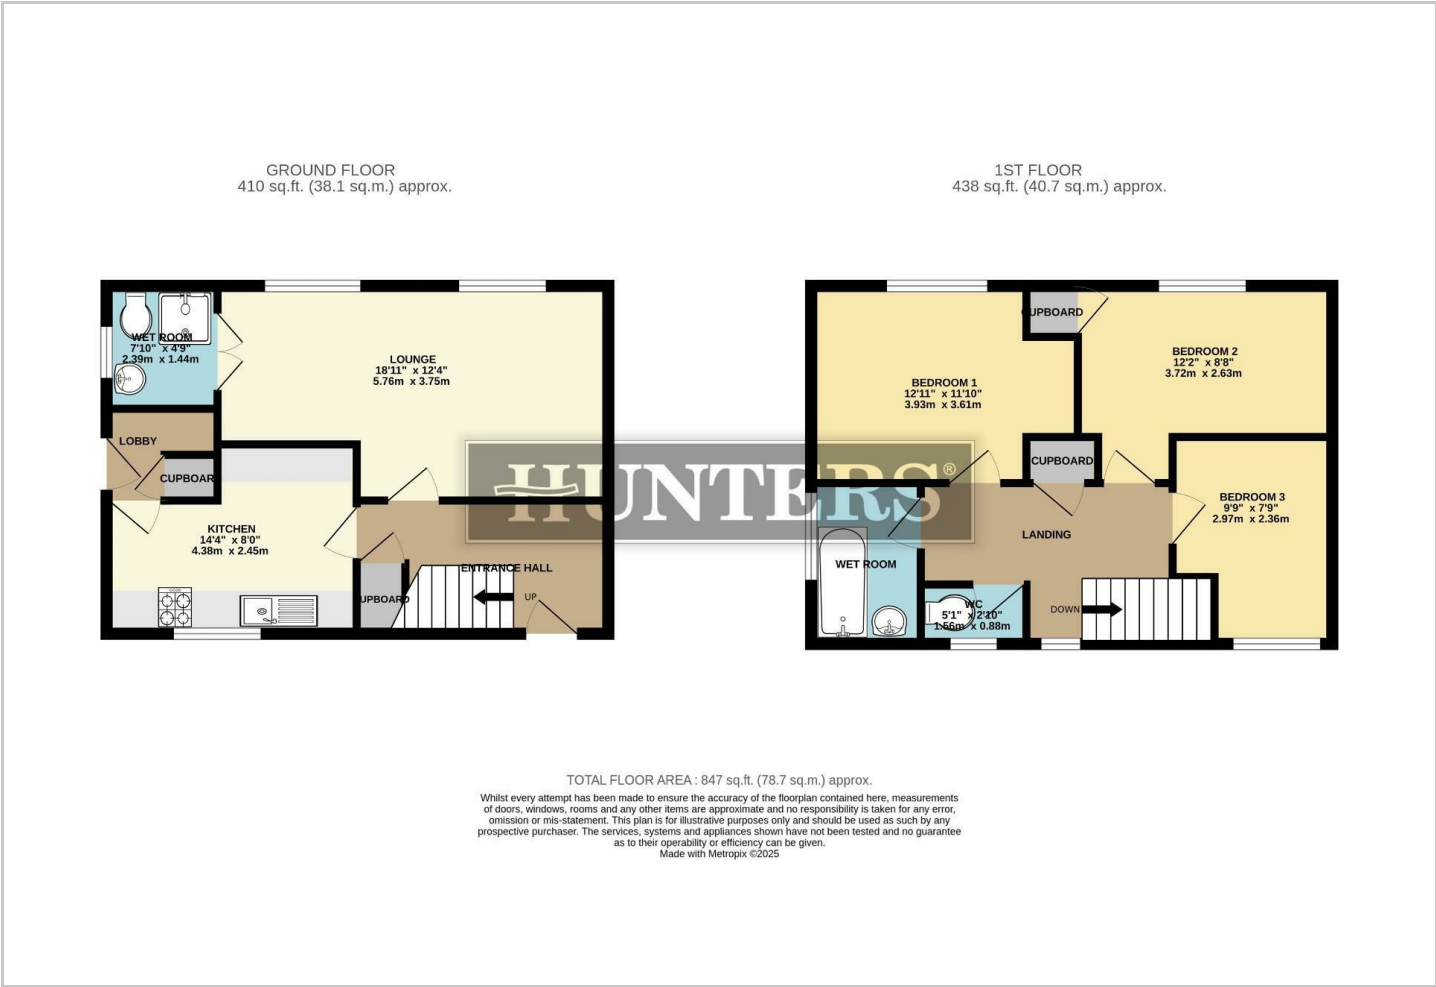 GROUND FLOOR
410 sq.ft. (38.1 sq.m.) approx.
1ST FLOOR
438 sq.ft. (40.7 sq.m.) approx.
WET ROOM
7'10" x 4'9"
2.39m x 1.44m
LOUNGE
18'11" x 12'4"
5.76m x 3.75m
LOBBY
CUPBOARD
KITCHEN
14'4" x 8'0"
4.38m x 2.45m
ENTRANCE HALL
UP
CUPBOARD
BEDROOM 1
12'11" x 11'10"
3.93m x 3.61m
CUPBOARD
BEDROOM 2
12'2" x 8'8"
3.72m x 2.63m
CUPBOARD
BEDROOM 3
9'9" x 7'9"
2.97m x 2.36m
LANDING
WET ROOM
WC
5'1" x 2'10"
1.56m x 0.88m
DOWN
HUNTERS®
TOTAL FLOOR AREA : 847 sq.ft. (78.7 sq.m.) approx.
Whilst every attempt has been made to ensure the accuracy of the floorplan contained here, measurements
of doors, windows, rooms and any other items are approximate and no responsibility is taken for any error,
omission or mis-statement. This plan is for illustrative purposes only and should be used as such by any
prospective purchaser. The services, systems and appliances shown have not been tested and no guarantee
as to their operability or efficiency can be given.
Made with Metropix ©2025